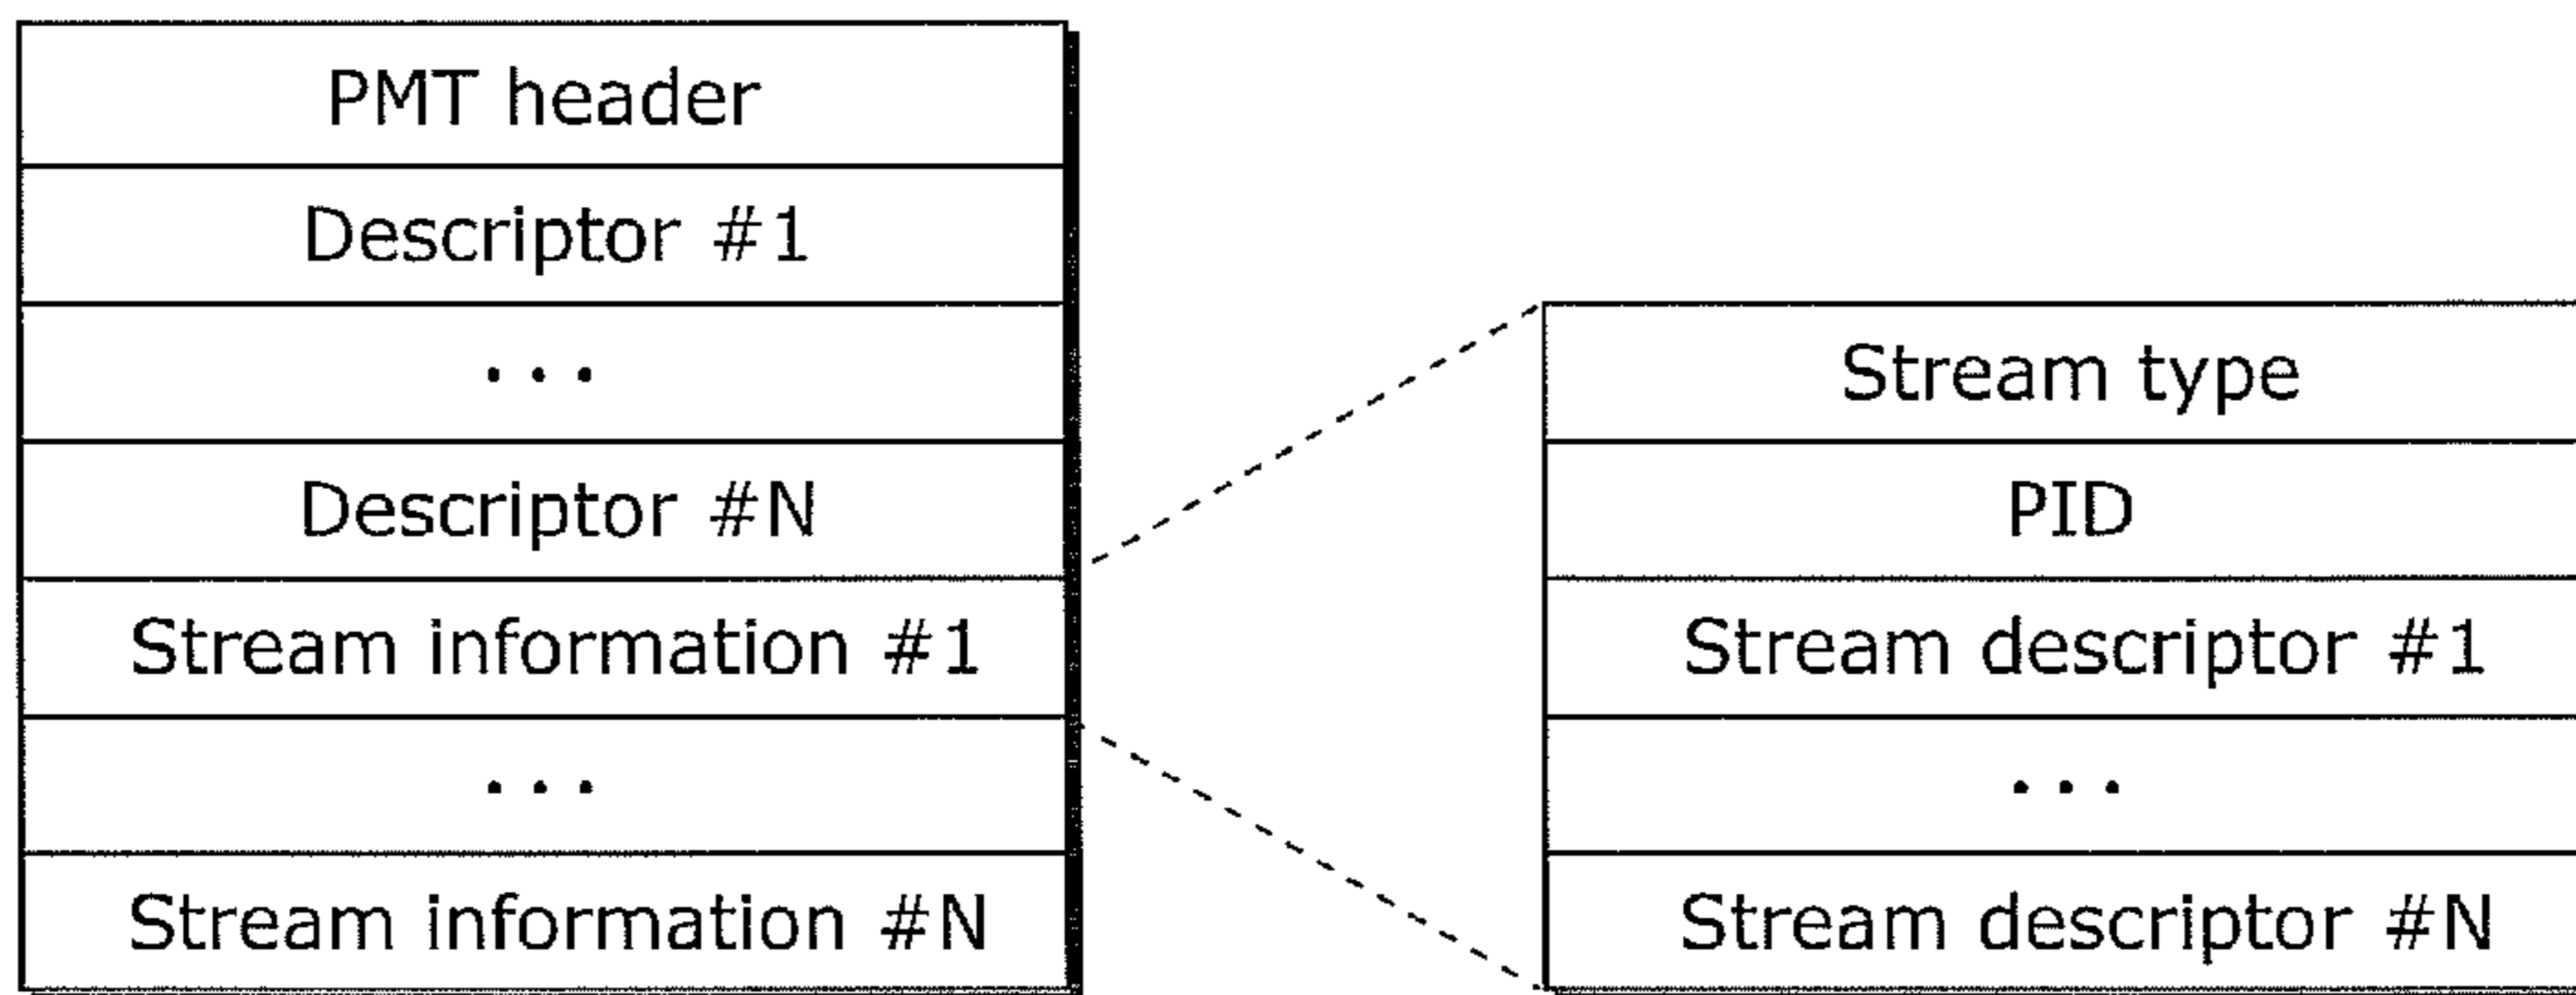 PMT header
Descriptor #1
...
Descriptor #N
Stream information #1
...
Stream information #N
Stream type
PID
Stream descriptor #1
...
Stream descriptor #N